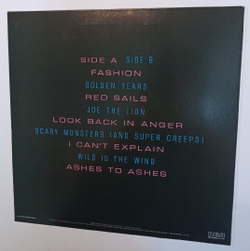 SIDE A SIDE B
FASHION
GOLDEN YEARS
RED SAILS
JOE THE LION
LOOK BACK IN ANGER
SCARY MONSTERS (AND SUPER CREEPS)
I CAN'T EXPLAIN
WILD IS THE WIND
ASHES TO ASHES
RCA